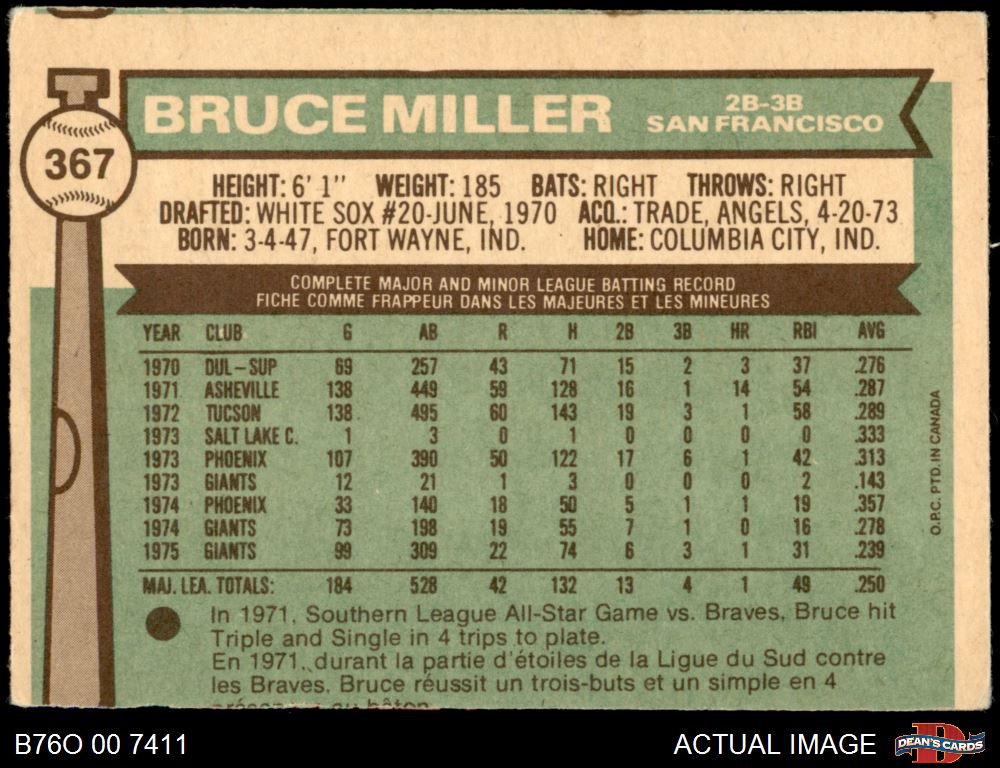 BRUCE MILLER
2B-3B
SAN FRANCISCO
367
HEIGHT: 6' 1" WEIGHT: 185 BATS: RIGHT THROWS: RIGHT
DRAFTED: WHITE SOX #20-JUNE, 1970 ACQ.: TRADE, ANGELS, 4-20-73
BORN: 3-4-47, FORT WAYNE, IND. HOME: COLUMBIA CITY, IND.
COMPLETE MAJOR AND MINOR LEAGUE BATTING RECORD
FICHE COMME FRAPPEUR DANS LES MAJEURES ET LES MINEURES
YEAR CLUB G AB R H 2B 3B HR RBI AVG
1970 DUL-SUP 69 257 43 71 15 2 3 37 .276
1971 ASHEVILLE 138 449 59 128 16 1 14 54 .287
1972 TUCSON 138 495 60 143 19 3 1 58 .289
1973 SALT LAKE C. 1 3 0 1 0 0 0 0 .333
1973 PHOENIX 107 390 50 122 17 6 1 42 .313
1973 GIANTS 12 21 1 3 0 0 0 2 .143
1974 PHOENIX 33 140 18 50 5 1 1 19 .357
1974 GIANTS 73 198 19 55 7 1 0 16 .278
1975 GIANTS 99 309 22 74 6 3 1 31 .239
MAJ. LEA. TOTALS: 184 528 42 132 13 4 1 49 .250
In 1971, Southern League All-Star Game vs. Braves, Bruce hit
Triple and Single in 4 trips to plate.
En 1971, durant la partie d'étoiles de la Ligue du Sud contre
les Braves, Bruce réussit un trois-buts et un simple en 4
O.P.C. PTD. IN CANADA
B76O 00 7411
ACTUAL IMAGE
D
DEAN'S CARDS